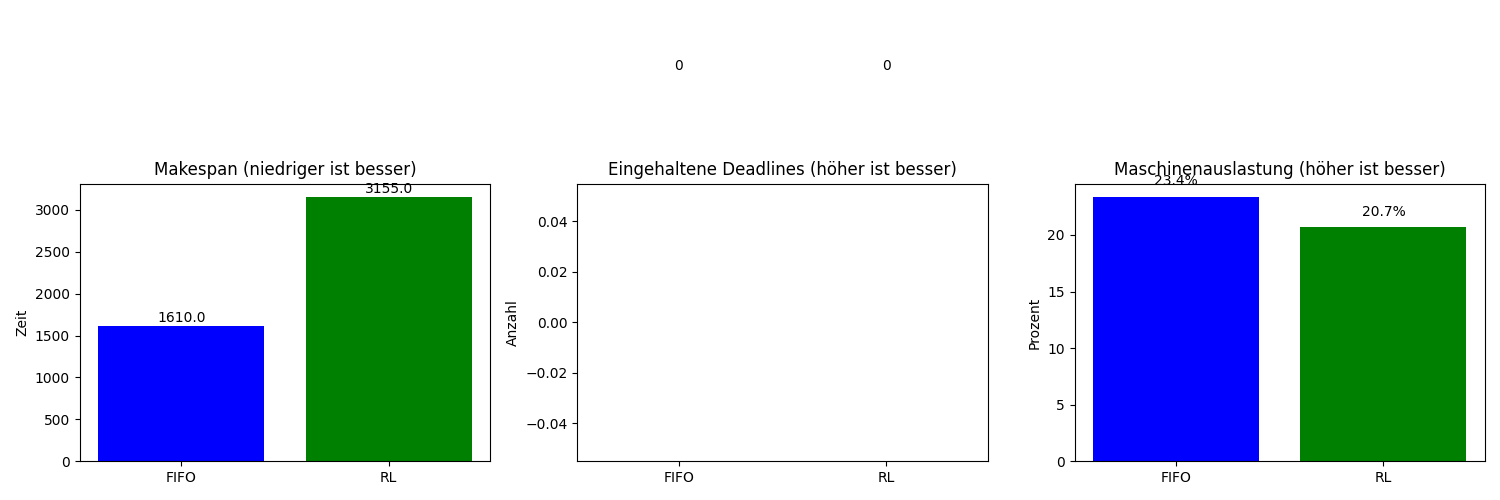 0 0
Makespan (niedriger ist besser)
Zeit
3000
2500
2000
1500
1000
500
0
3155.0
1610.0
FIFO RL
Eingehaltene Deadlines (höher ist besser)
Anzahl
0.04
0.02
0.00
−0.02
−0.04
FIFO RL
Maschinenauslastung (höher ist besser)
Prozent
20
15
10
5
0
23.4%
20.7%
FIFO RL